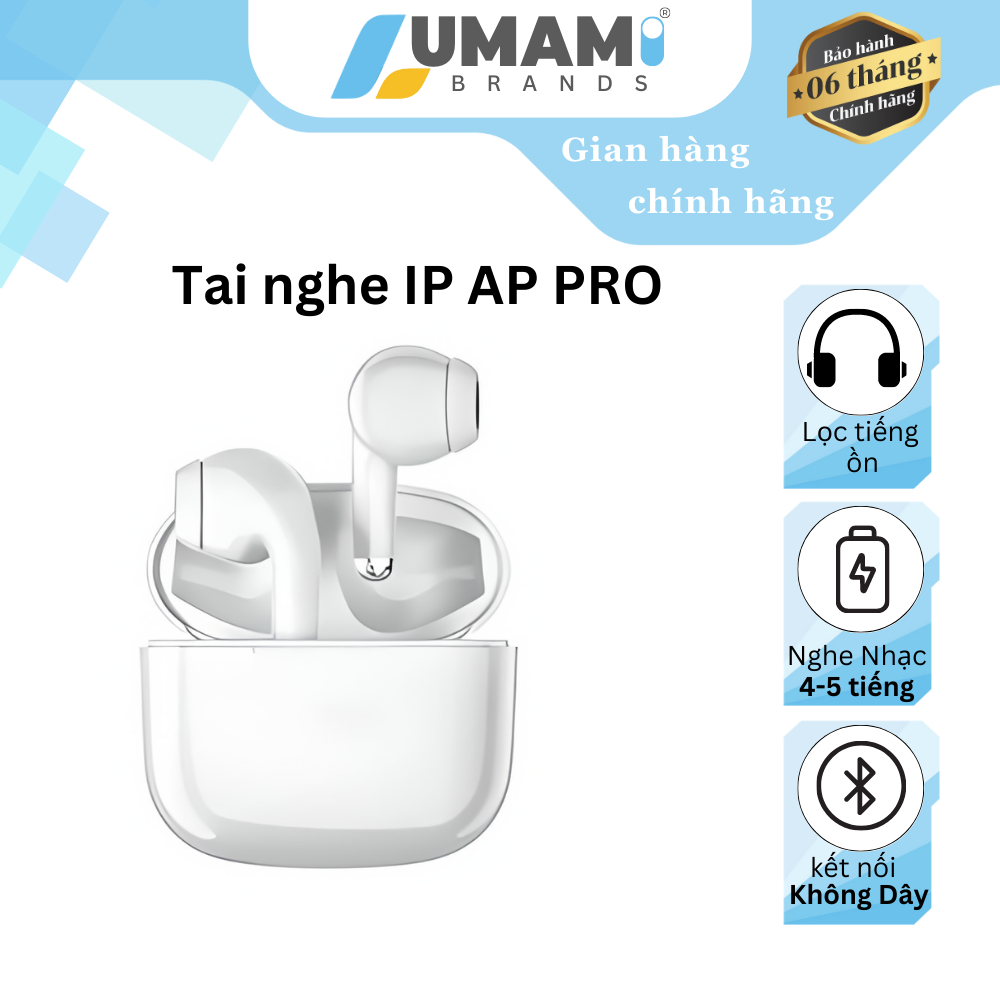 UMAMI®
BRANDS
Bảo hành
06 tháng
Chính hãng
Gian hàng
chính hãng
Tai nghe IP AP PRO
Lọc tiếng
ồn
Nghe Nhạc
4-5 tiếng
kết nối
Không Dây